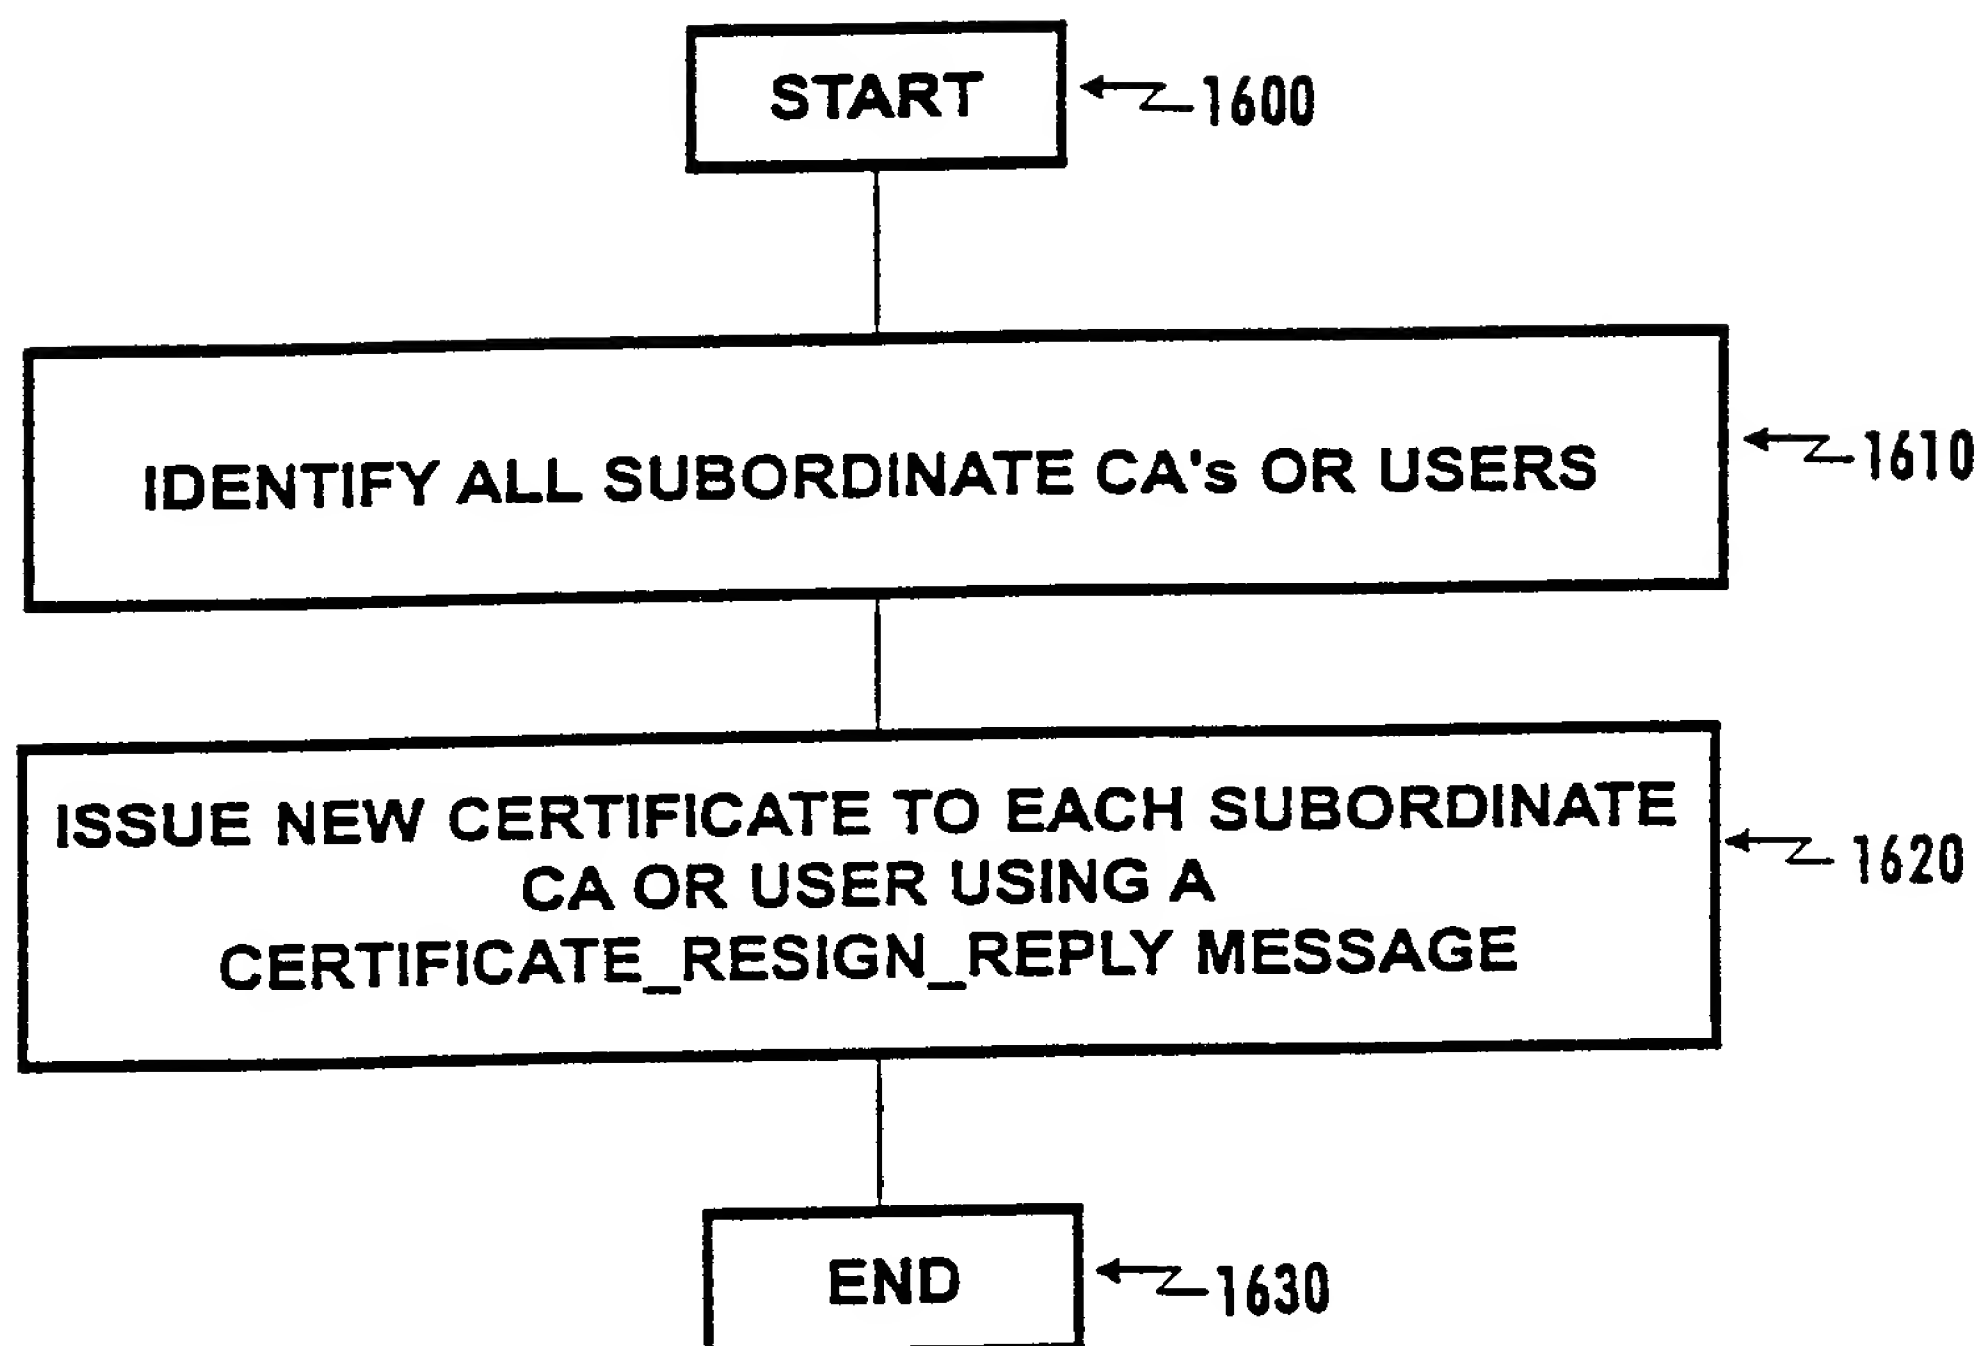 START
1600
IDENTIFY ALL SUBORDINATE CA's OR USERS
1610
ISSUE NEW CERTIFICATE TO EACH SUBORDINATE
CA OR USER USING A
CERTIFICATE_RESIGN_REPLY MESSAGE
1620
END
1630